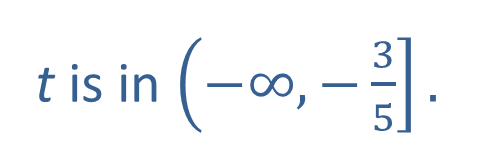 t is in (−∞, −3/5].